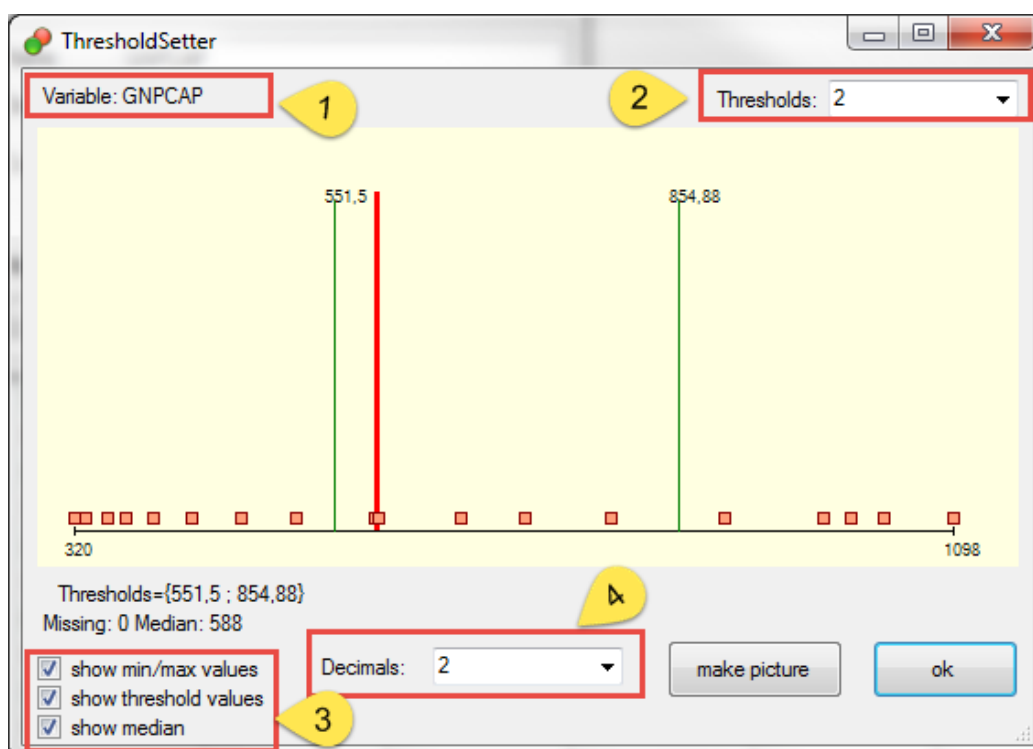 ThresholdSetter
Variable: GNPCAP
1
2
Thresholds: 2
551,5
854,88
320
1098
Thresholds={551,5 ; 854,88}
Missing: 0 Median: 588
4
show min/max values
show threshold values
show median
3
Decimals: 2
make picture
ok